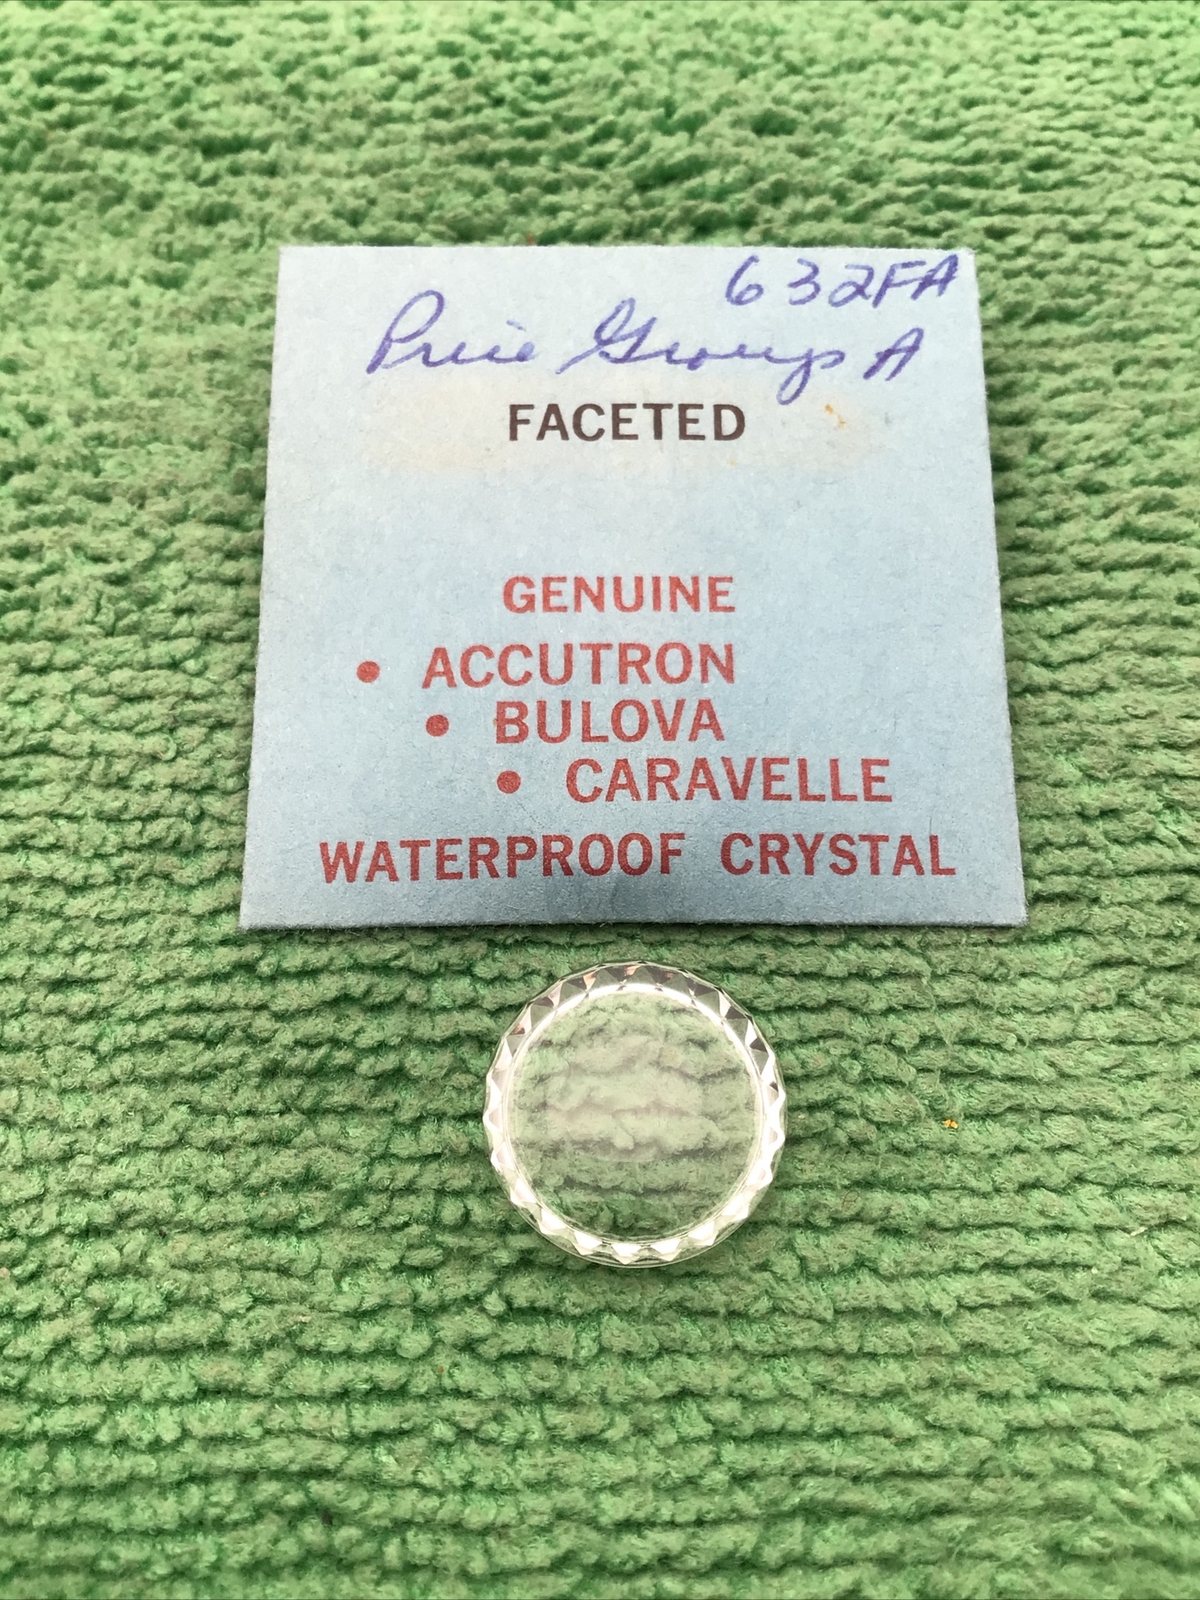 632FA
Price Group A
FACETED
GENUINE
• ACCUTRON
• BULOVA
• CARAVELLE
WATERPROOF CRYSTAL